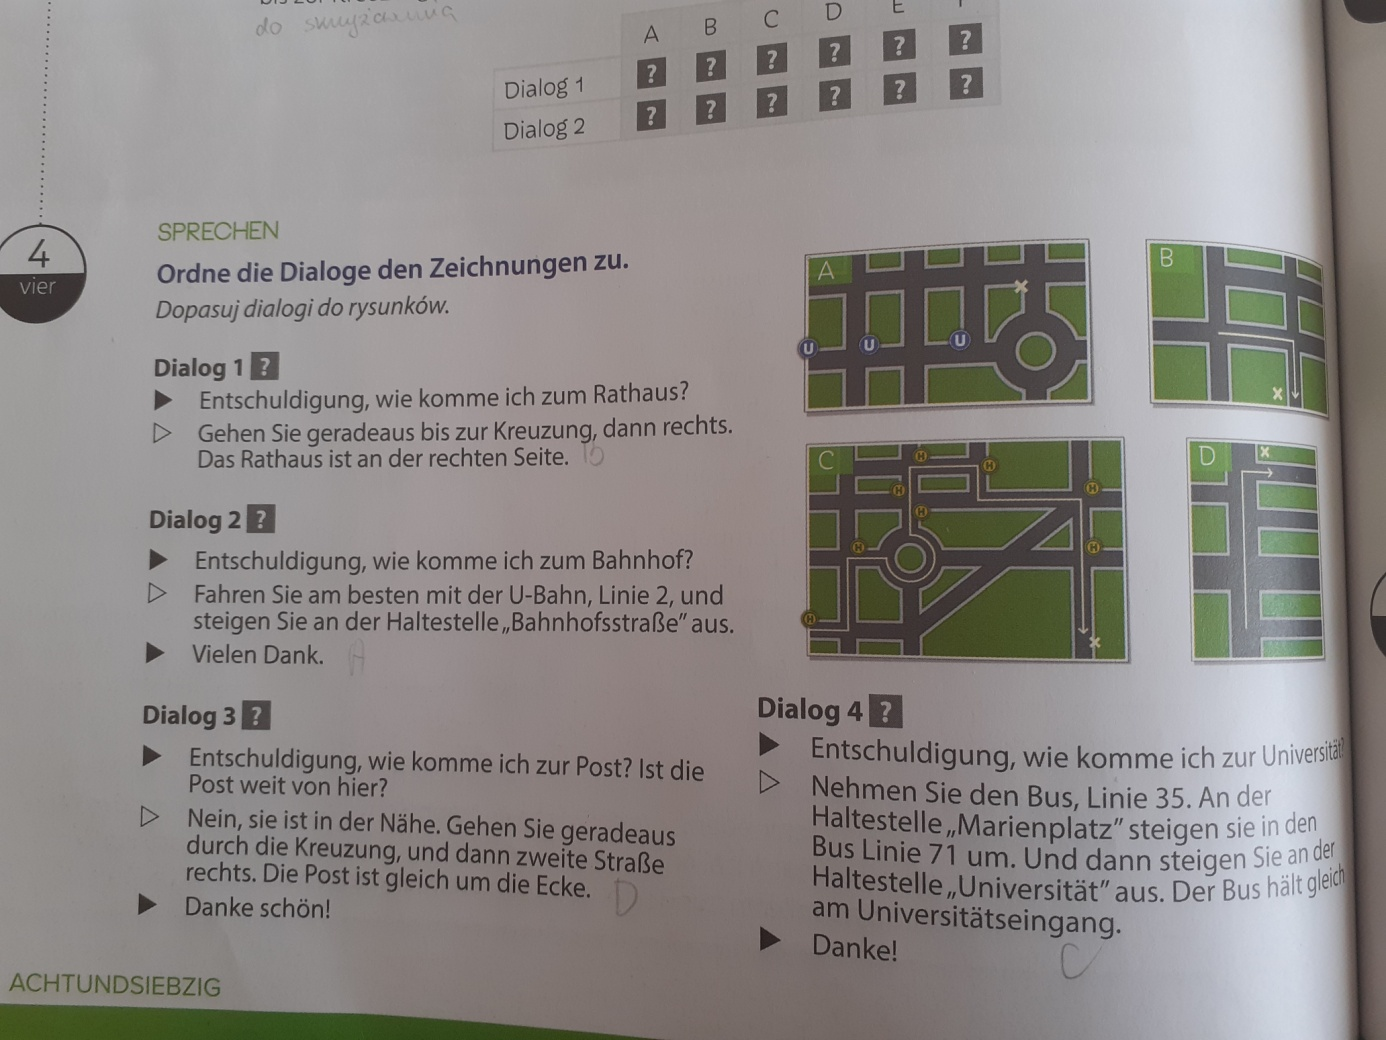 do skrzyżowania
A B C D E
Dialog 1 ? ? ? ? ? ?
Dialog 2 ? ? ? ? ? ?
4
vier
SPRECHEN
Ordne die Dialoge den Zeichnungen zu.
Dopasuj dialogi do rysunków.
Dialog 1 ?
Entschuldigung, wie komme ich zum Rathaus?
Gehen Sie geradeaus bis zur Kreuzung, dann rechts.
Das Rathaus ist an der rechten Seite. B
Dialog 2 ?
Entschuldigung, wie komme ich zum Bahnhof?
Fahren Sie am besten mit der U-Bahn, Linie 2, und
steigen Sie an der Haltestelle „Bahnhofsstraße” aus.
Vielen Dank. A
Dialog 3 ?
Entschuldigung, wie komme ich zur Post? Ist die
Post weit von hier?
Nein, sie ist in der Nähe. Gehen Sie geradeaus
durch die Kreuzung, und dann zweite Straße
rechts. Die Post ist gleich um die Ecke. D
Danke schön!
A
U U U
B
C
H H H H H H H H
D
Dialog 4 ?
Entschuldigung, wie komme ich zur Universität?
Nehmen Sie den Bus, Linie 35. An der
Haltestelle „Marienplatz” steigen sie in den
Bus Linie 71 um. Und dann steigen Sie an der
Haltestelle „Universität” aus. Der Bus hält gleich
am Universitätseingang.
Danke!
C
ACHTUNDSIEBZIG